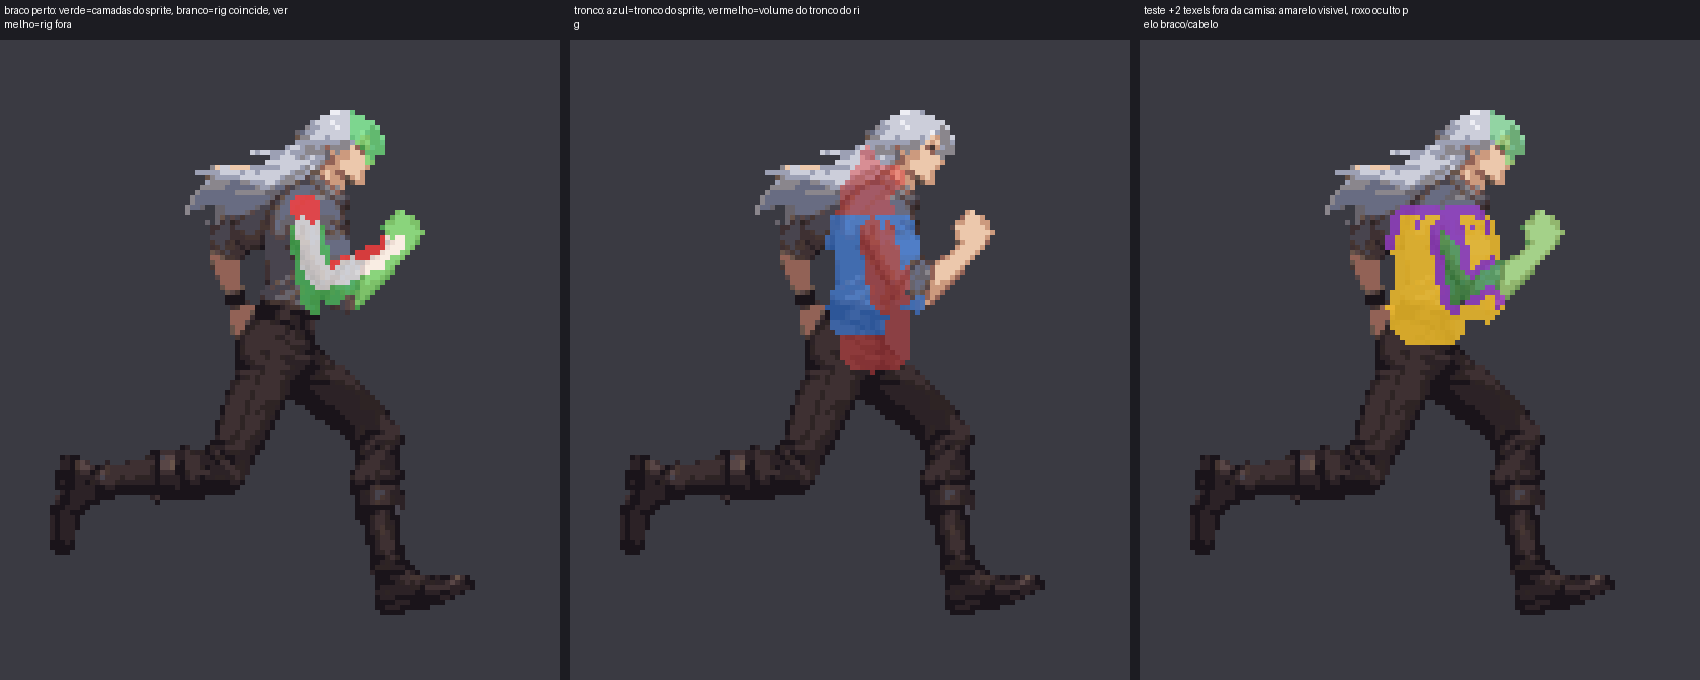 braco perto: verde=camadas do sprite, branco=rig coincide, ver
melho=rig fora
tronco: azul=tronco do sprite, vermelho=volume do tronco do ri
g
teste +2 texels fora da camisa: amarelo visivel, roxo oculto p
elo braco/cabelo